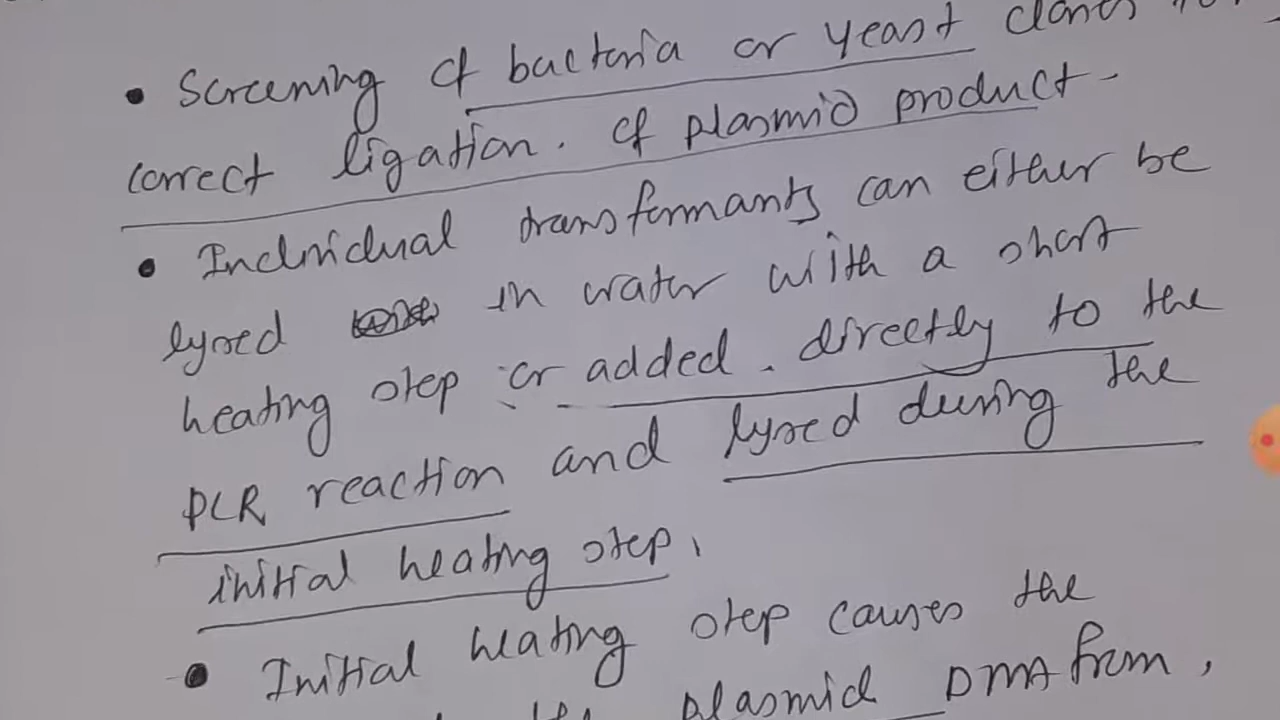 • Screening of bacteria or yeast clones for
correct ligation. of plasmid product -
• Individual transformants can either be
lysed in water with a short
heating step or added. directly to the
PCR reaction and lysed during the
initial heating step.
• Initial heating step causes the
plasmid DNA from,